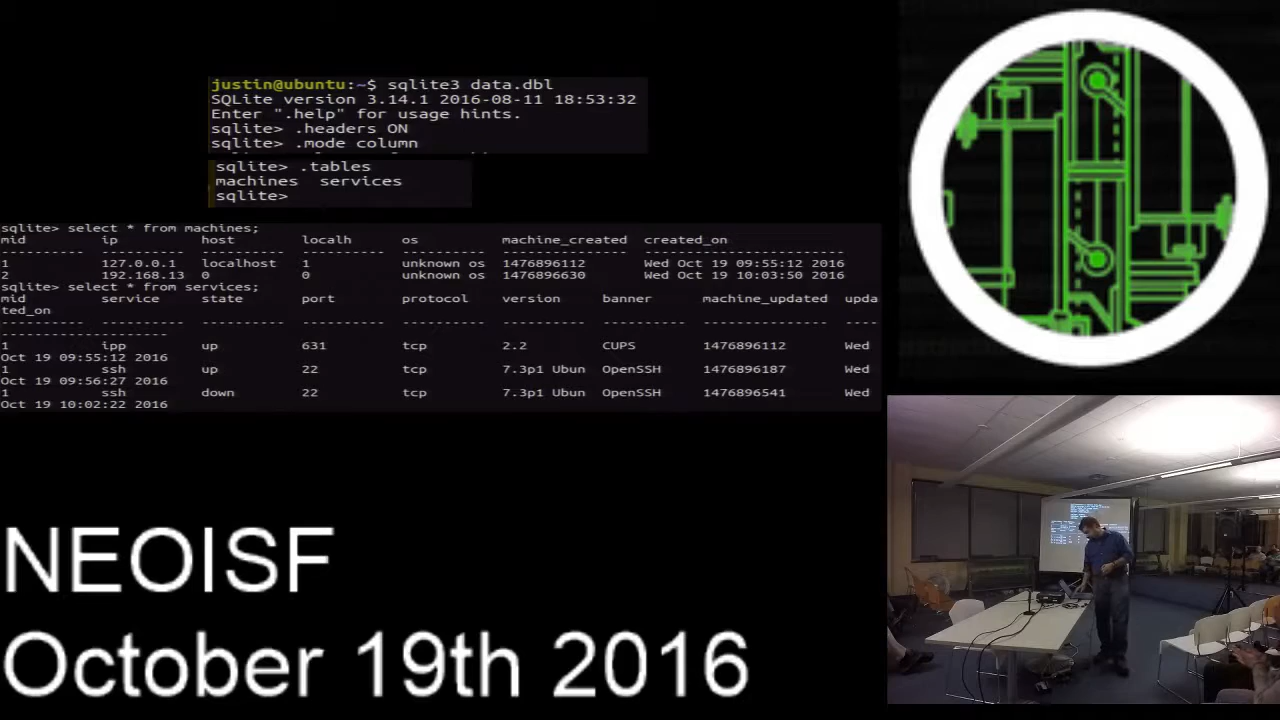 justin@ubuntu:~$ sqlite3 data.dbl
SQLite version 3.14.1 2016-08-11 18:53:32
Enter ".help" for usage hints.
sqlite> .headers ON
sqlite> .mode column
sqlite> .tables
machines  services
sqlite>
sqlite> select * from machines;
mid ip host localh os machine_created created_on
---------- ---------- ---------- ---------- ---------- --------------- ------------------------
1 127.0.0.1 localhost 1 unknown os 1476896112 Wed Oct 19 09:55:12 2016
2 192.168.13 0 0 unknown os 1476896630 Wed Oct 19 10:03:50 2016
sqlite> select * from services;
mid service state port protocol version banner machine_updated upda
ted_on
---------- ---------- ---------- ---------- ---------- ---------- ---------- --------------- ----
--------------------
1 ipp up 631 tcp 2.2 CUPS 1476896112 Wed
Oct 19 09:55:12 2016
1 ssh up 22 tcp 7.3p1 Ubun OpenSSH 1476896187 Wed
Oct 19 09:56:27 2016
1 ssh down 22 tcp 7.3p1 Ubun OpenSSH 1476896541 Wed
Oct 19 10:02:22 2016
NEOISF
October 19th 2016